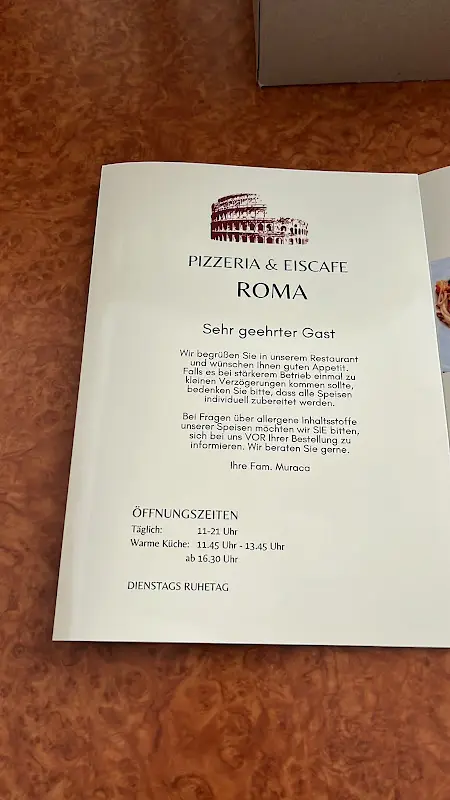 PIZZERIA & EISCAFE
ROMA
Sehr geehrter Gast
Wir begrüßen Sie in unserem Restaurant
und wünschen Ihnen guten Appetit.
Falls es bei stärkerem Betrieb einmal zu
kleinen Verzögerungen kommen sollte,
bedenken Sie bitte, dass alle Speisen
individuell zubereitet werden.
Bei Fragen über allergene Inhaltsstoffe
unserer Speisen möchten wir SIE bitten,
sich bei uns VOR Ihrer Bestellung zu
informieren. Wir beraten Sie gerne.
Ihre Fam. Muraca
ÖFFNUNGSZEITEN
Täglich: 11-21 Uhr
Warme Küche: 11.45 Uhr - 13.45 Uhr
ab 16.30 Uhr
DIENSTAGS RUHETAG